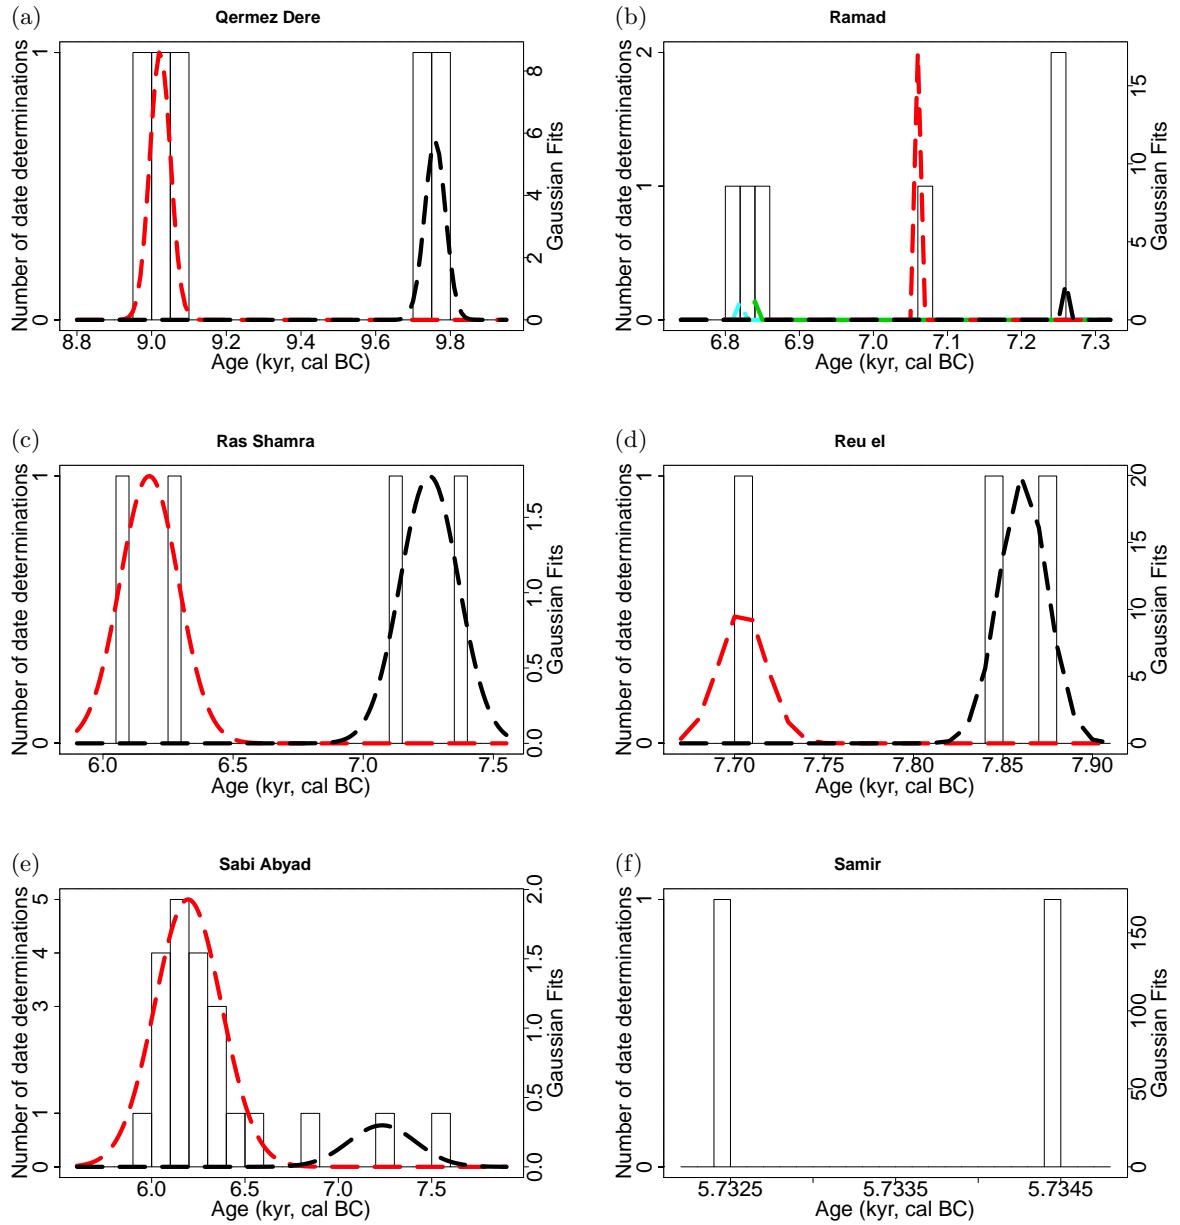 (a)
Qermez Dere
Number of date determinations
0 1
8.8 9.0 9.2 9.4 9.6 9.8
Age (kyr, cal BC)
0 2 4 6 8
Gaussian Fits
(b)
Ramad
Number of date determinations
0 1 2
6.8 6.9 7.0 7.1 7.2 7.3
Age (kyr, cal BC)
0 5 10 15
Gaussian Fits
(c)
Ras Shamra
Number of date determinations
0 1
6.0 6.5 7.0 7.5
Age (kyr, cal BC)
0.0 0.5 1.0 1.5
Gaussian Fits
(d)
Reu el
Number of date determinations
0 1
7.70 7.75 7.80 7.85 7.90
Age (kyr, cal BC)
0 5 10 15 20
Gaussian Fits
(e)
Sabi Abyad
Number of date determinations
0 1 3 4 5
6.0 6.5 7.0 7.5
Age (kyr, cal BC)
0.0 0.5 1.0 1.5 2.0
Gaussian Fits
(f)
Samir
Number of date determinations
0 1
5.7325 5.7335 5.7345
Age (kyr, cal BC)
0 50 100 150
Gaussian Fits